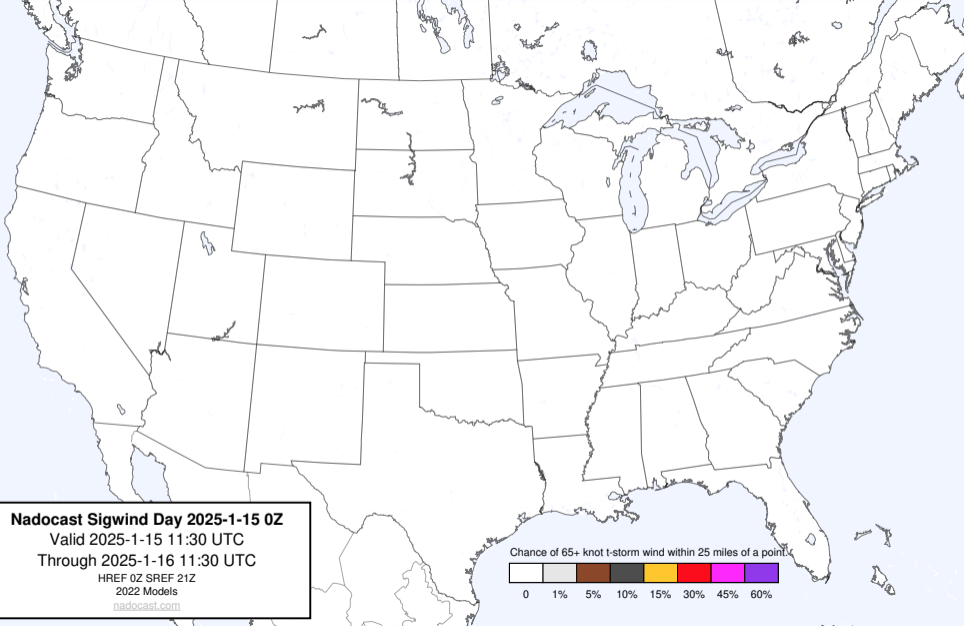 Nadocast Sigwind Day 2025-1-15 0Z
Valid 2025-1-15 11:30 UTC
Through 2025-1-16 11:30 UTC
HREF 0Z SREF 21Z
2022 Models
nadocast.com
Chance of 65+ knot t-storm wind within 25 miles of a point.
0 1% 5% 10% 15% 30% 45% 60%